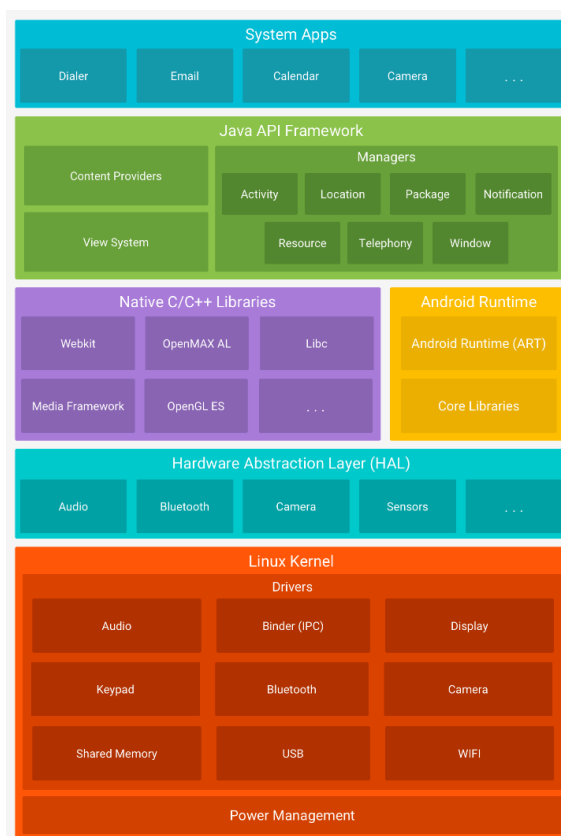 System Apps
Dialer
Email
Calendar
Camera
. . .
Java API Framework
Content Providers
View System
Managers
Activity
Location
Package
Notification
Resource
Telephony
Window
Native C/C++ Libraries
Webkit
OpenMAX AL
Libc
Media Framework
OpenGL ES
. . .
Android Runtime
Android Runtime (ART)
Core Libraries
Hardware Abstraction Layer (HAL)
Audio
Bluetooth
Camera
Sensors
. . .
Linux Kernel
Drivers
Audio
Binder (IPC)
Display
Keypad
Bluetooth
Camera
Shared Memory
USB
WIFI
Power Management